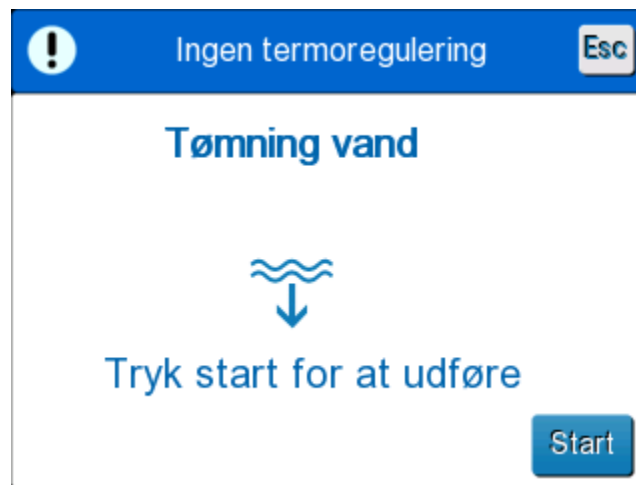 Ingen termoregulering
Esc
Tømning vand
Tryk start for at udføre
Start